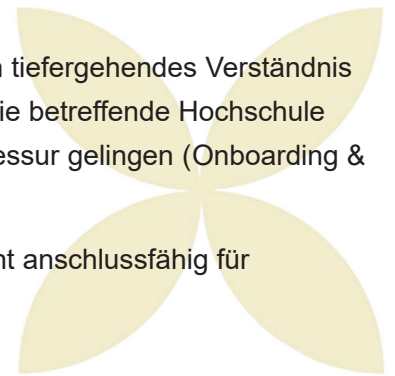 tiefergehendes Verständnis
ie betreffende Hochschule
essur gelingen (Onboarding &
nt anschlussfähig für